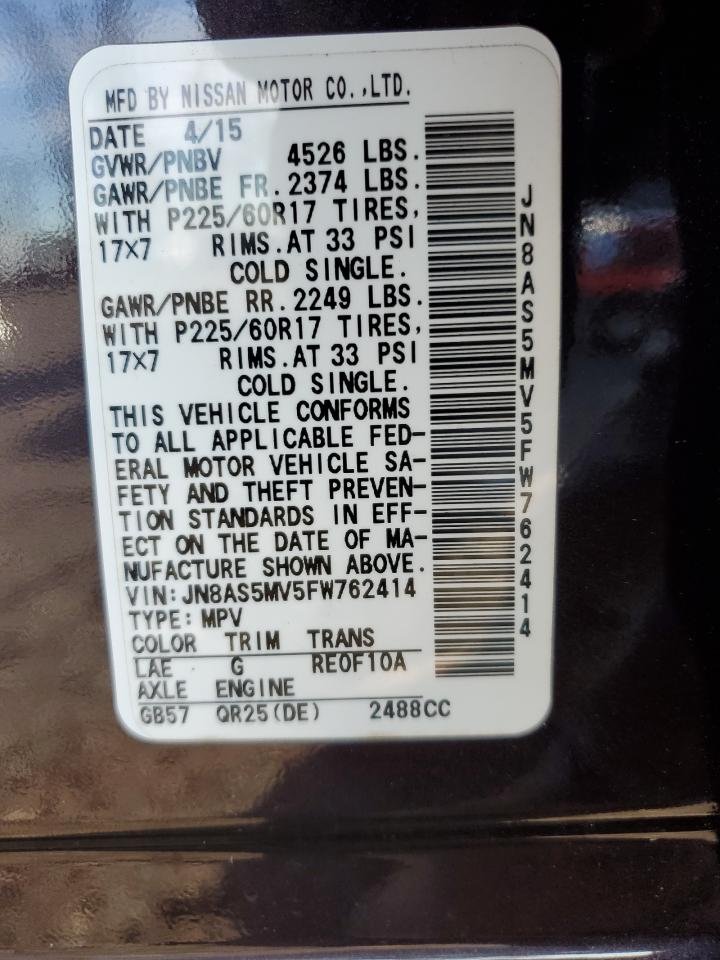 MFD BY NISSAN MOTOR CO.,LTD.
DATE 4/15
GVWR/PNBV 4526 LBS.
GAWR/PNBE FR. 2374 LBS.
WITH P225/60R17 TIRES,
17X7 RIMS.AT 33 PSI
COLD SINGLE.
GAWR/PNBE RR. 2249 LBS.
WITH P225/60R17 TIRES,
17X7 RIMS.AT 33 PSI
COLD SINGLE.
THIS VEHICLE CONFORMS
TO ALL APPLICABLE FED-
ERAL MOTOR VEHICLE SA-
FETY AND THEFT PREVEN-
TION STANDARDS IN EFF-
ECT ON THE DATE OF MA-
NUFACTURE SHOWN ABOVE.
VIN:JN8AS5MV5FW762414
TYPE:MPV
COLOR TRIM TRANS
LAE G RE0F10A
AXLE ENGINE
GB57 QR25(DE) 2488CC
JN8AS5MV5FW762414